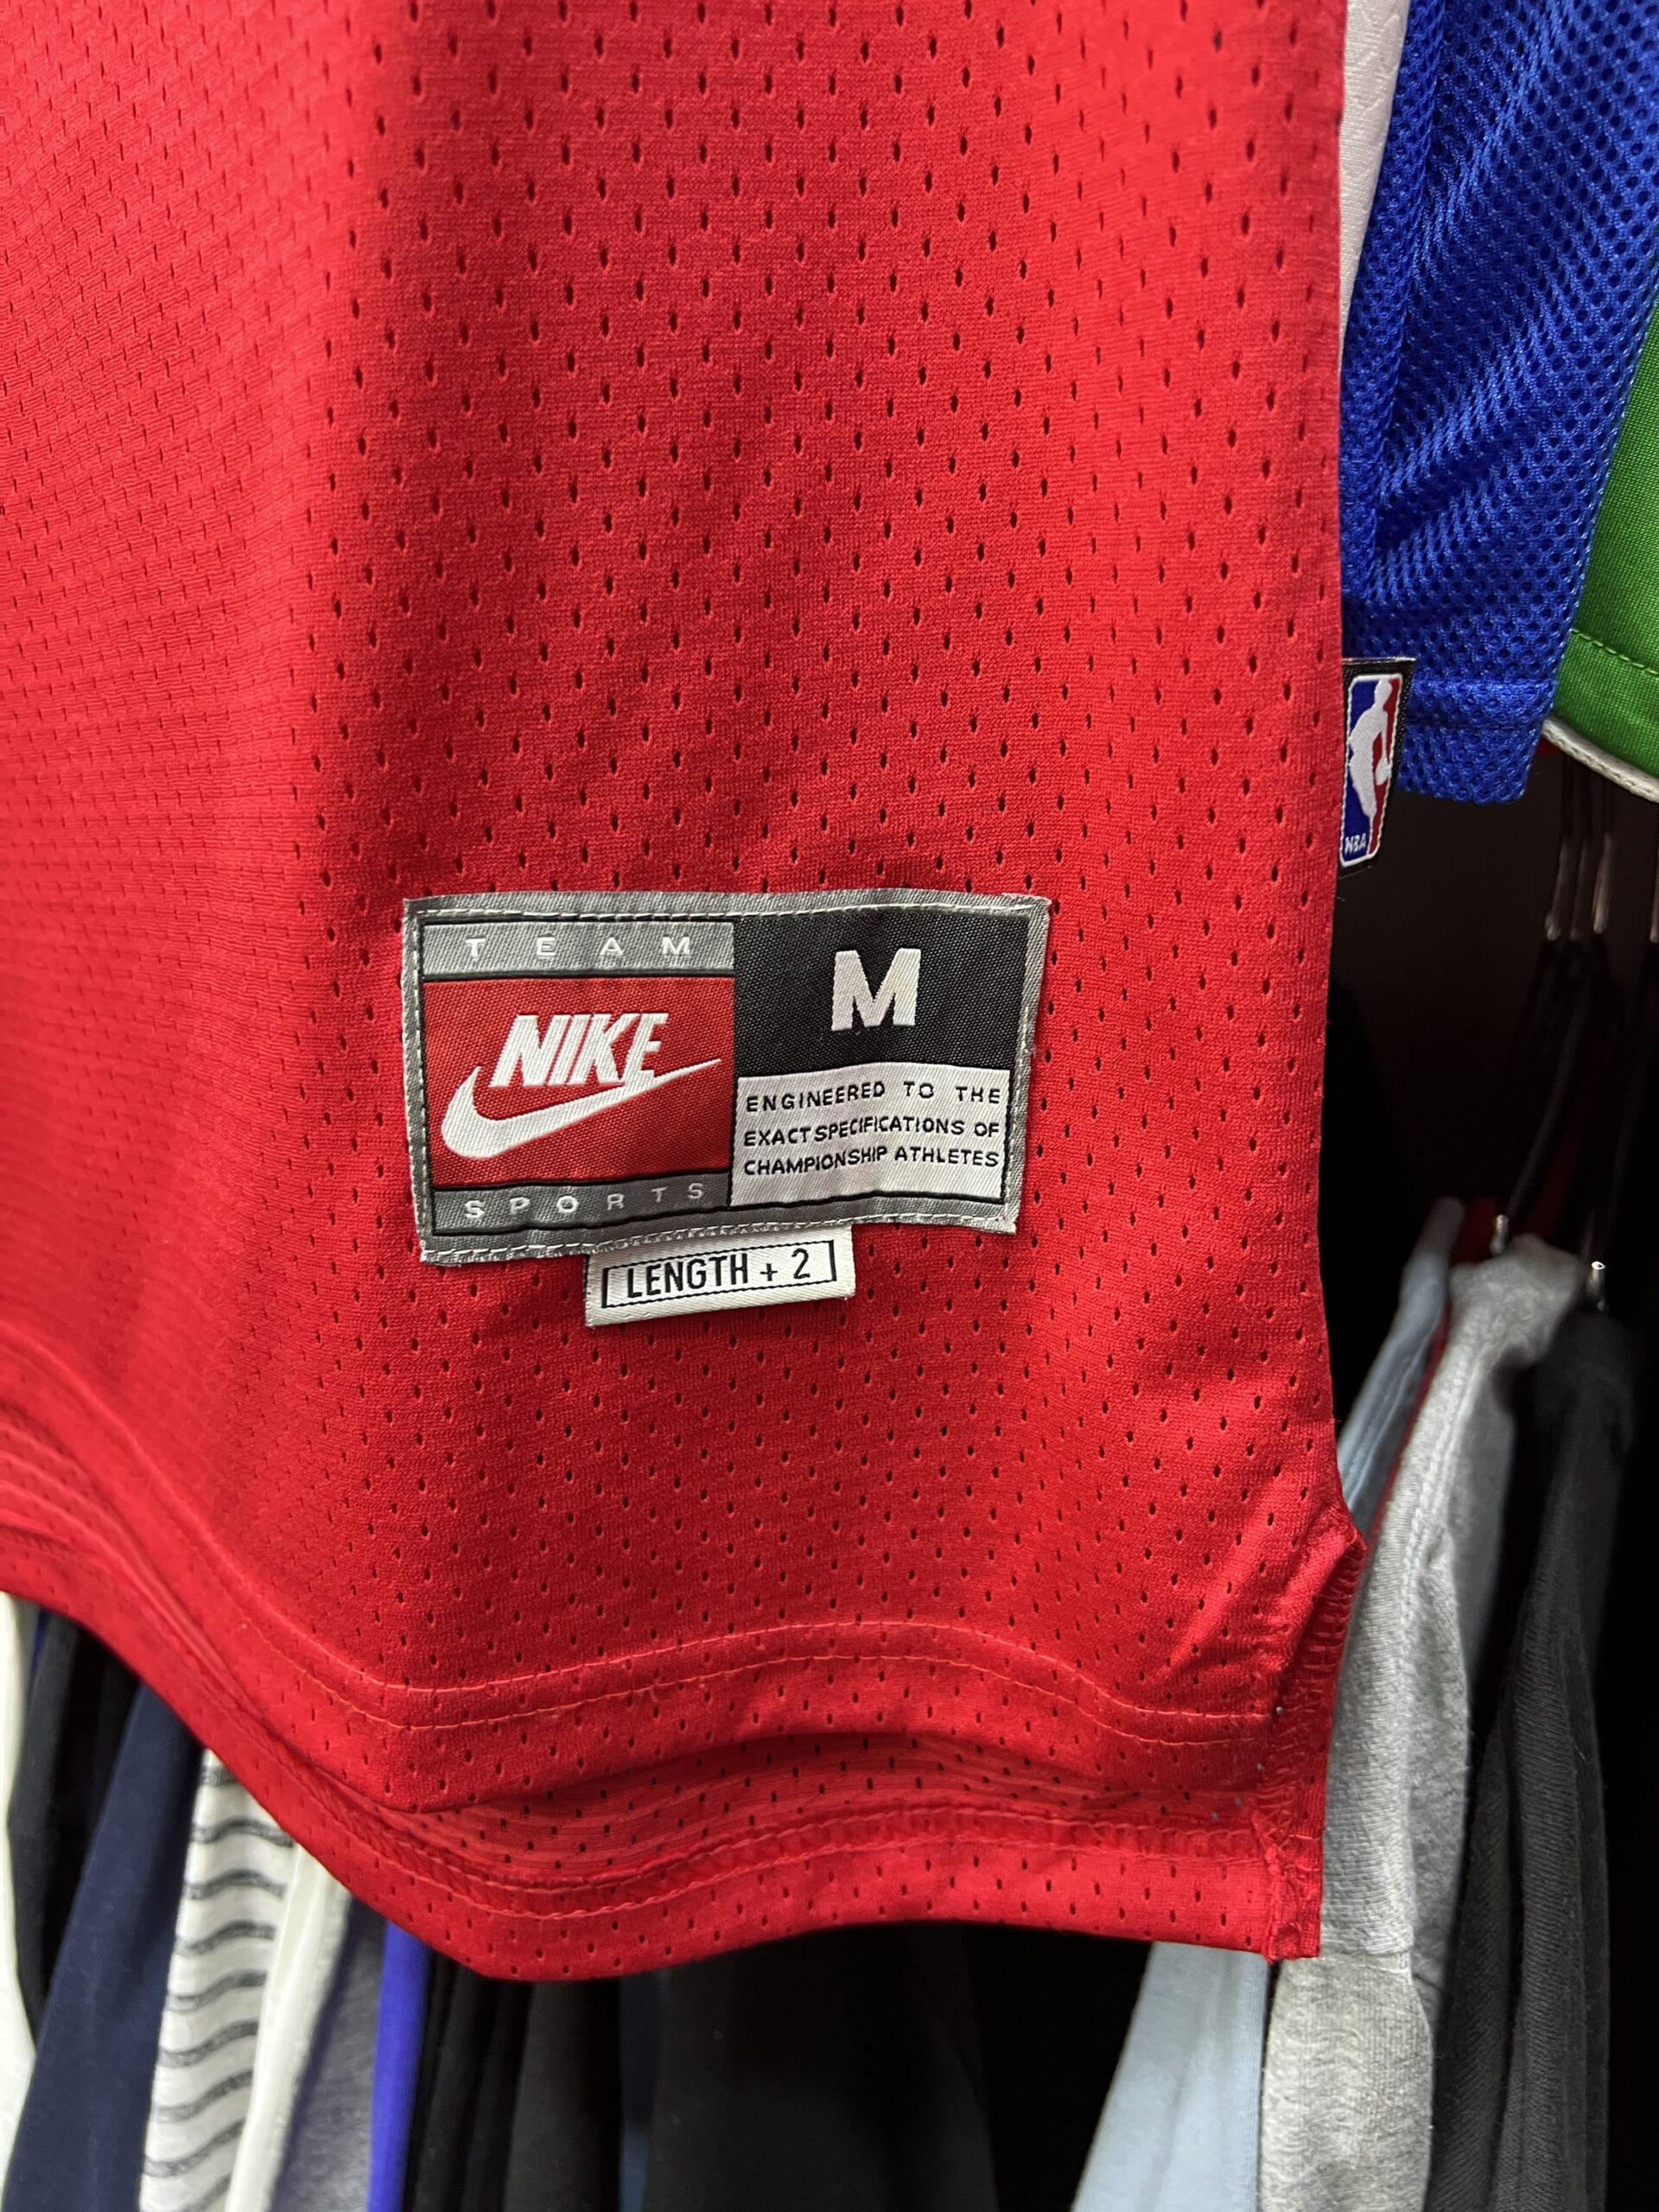 TEAM
NIKE
SPORTS
M
ENGINEERED TO THE
EXACT SPECIFICATIONS OF
CHAMPIONSHIP ATHLETES
LENGTH + 2
NBA